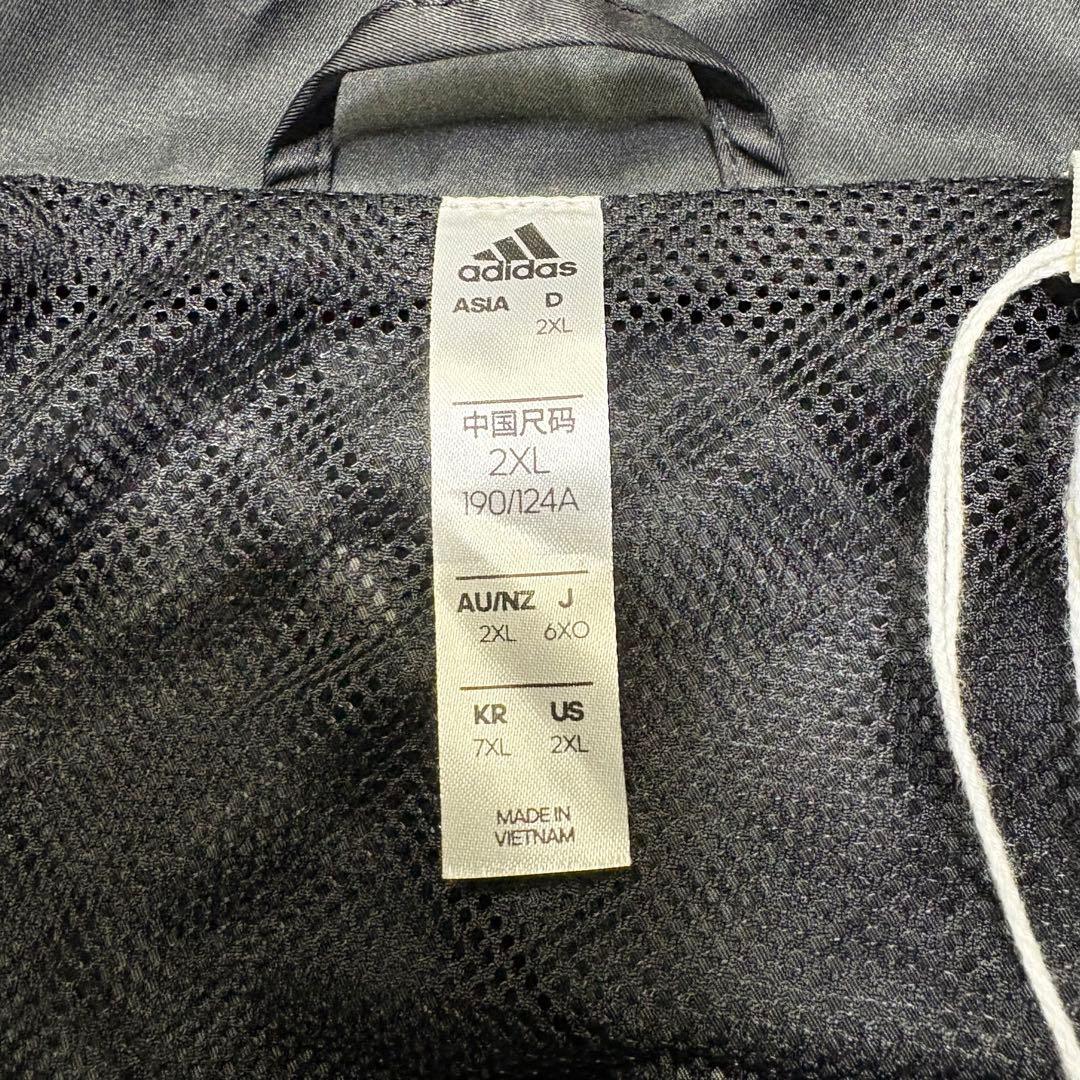 adidas
ASIA D
2XL
中国尺码
2XL
190/124A
AU/NZ J
2XL 6XO
KR US
7XL 2XL
MADE IN
VIETNAM